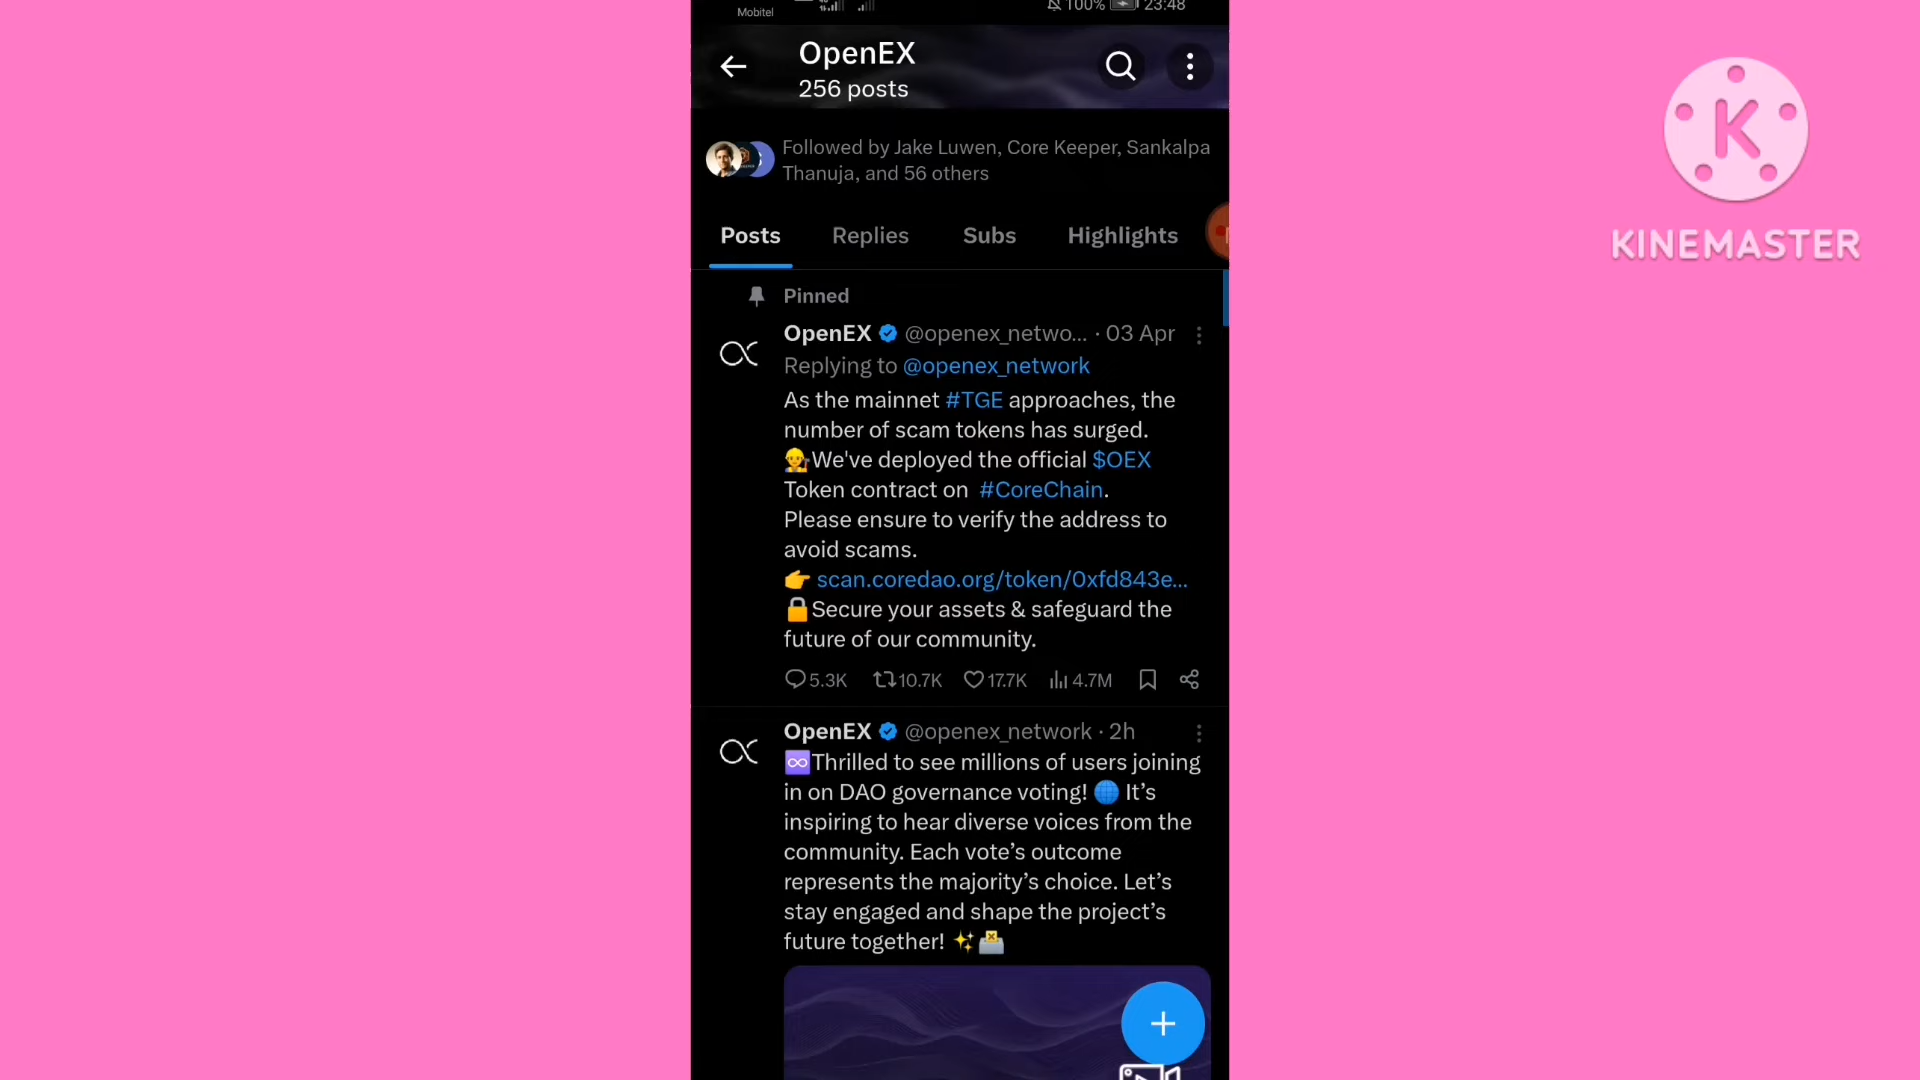 Mobitel
100%
23:48
OpenEX
256 posts
Followed by Jake Luwen, Core Keeper, Sankalpa
Thanuja, and 56 others
Posts Replies Subs Highlights
Pinned
OpenEX @openex_netwo... · 03 Apr
Replying to @openex_network
As the mainnet #TGE approaches, the
number of scam tokens has surged.
👷We've deployed the official $OEX
Token contract on #CoreChain.
Please ensure to verify the address to
avoid scams.
👉 scan.coredao.org/token/0xfd843e...
🔒Secure your assets & safeguard the
future of our community.
5.3K 10.7K 17.7K 4.7M
OpenEX @openex_network · 2h
♾️Thrilled to see millions of users joining
in on DAO governance voting! 🌐 It’s
inspiring to hear diverse voices from the
community. Each vote’s outcome
represents the majority’s choice. Let’s
stay engaged and shape the project’s
future together! ✨🗳️
K
KINEMASTER